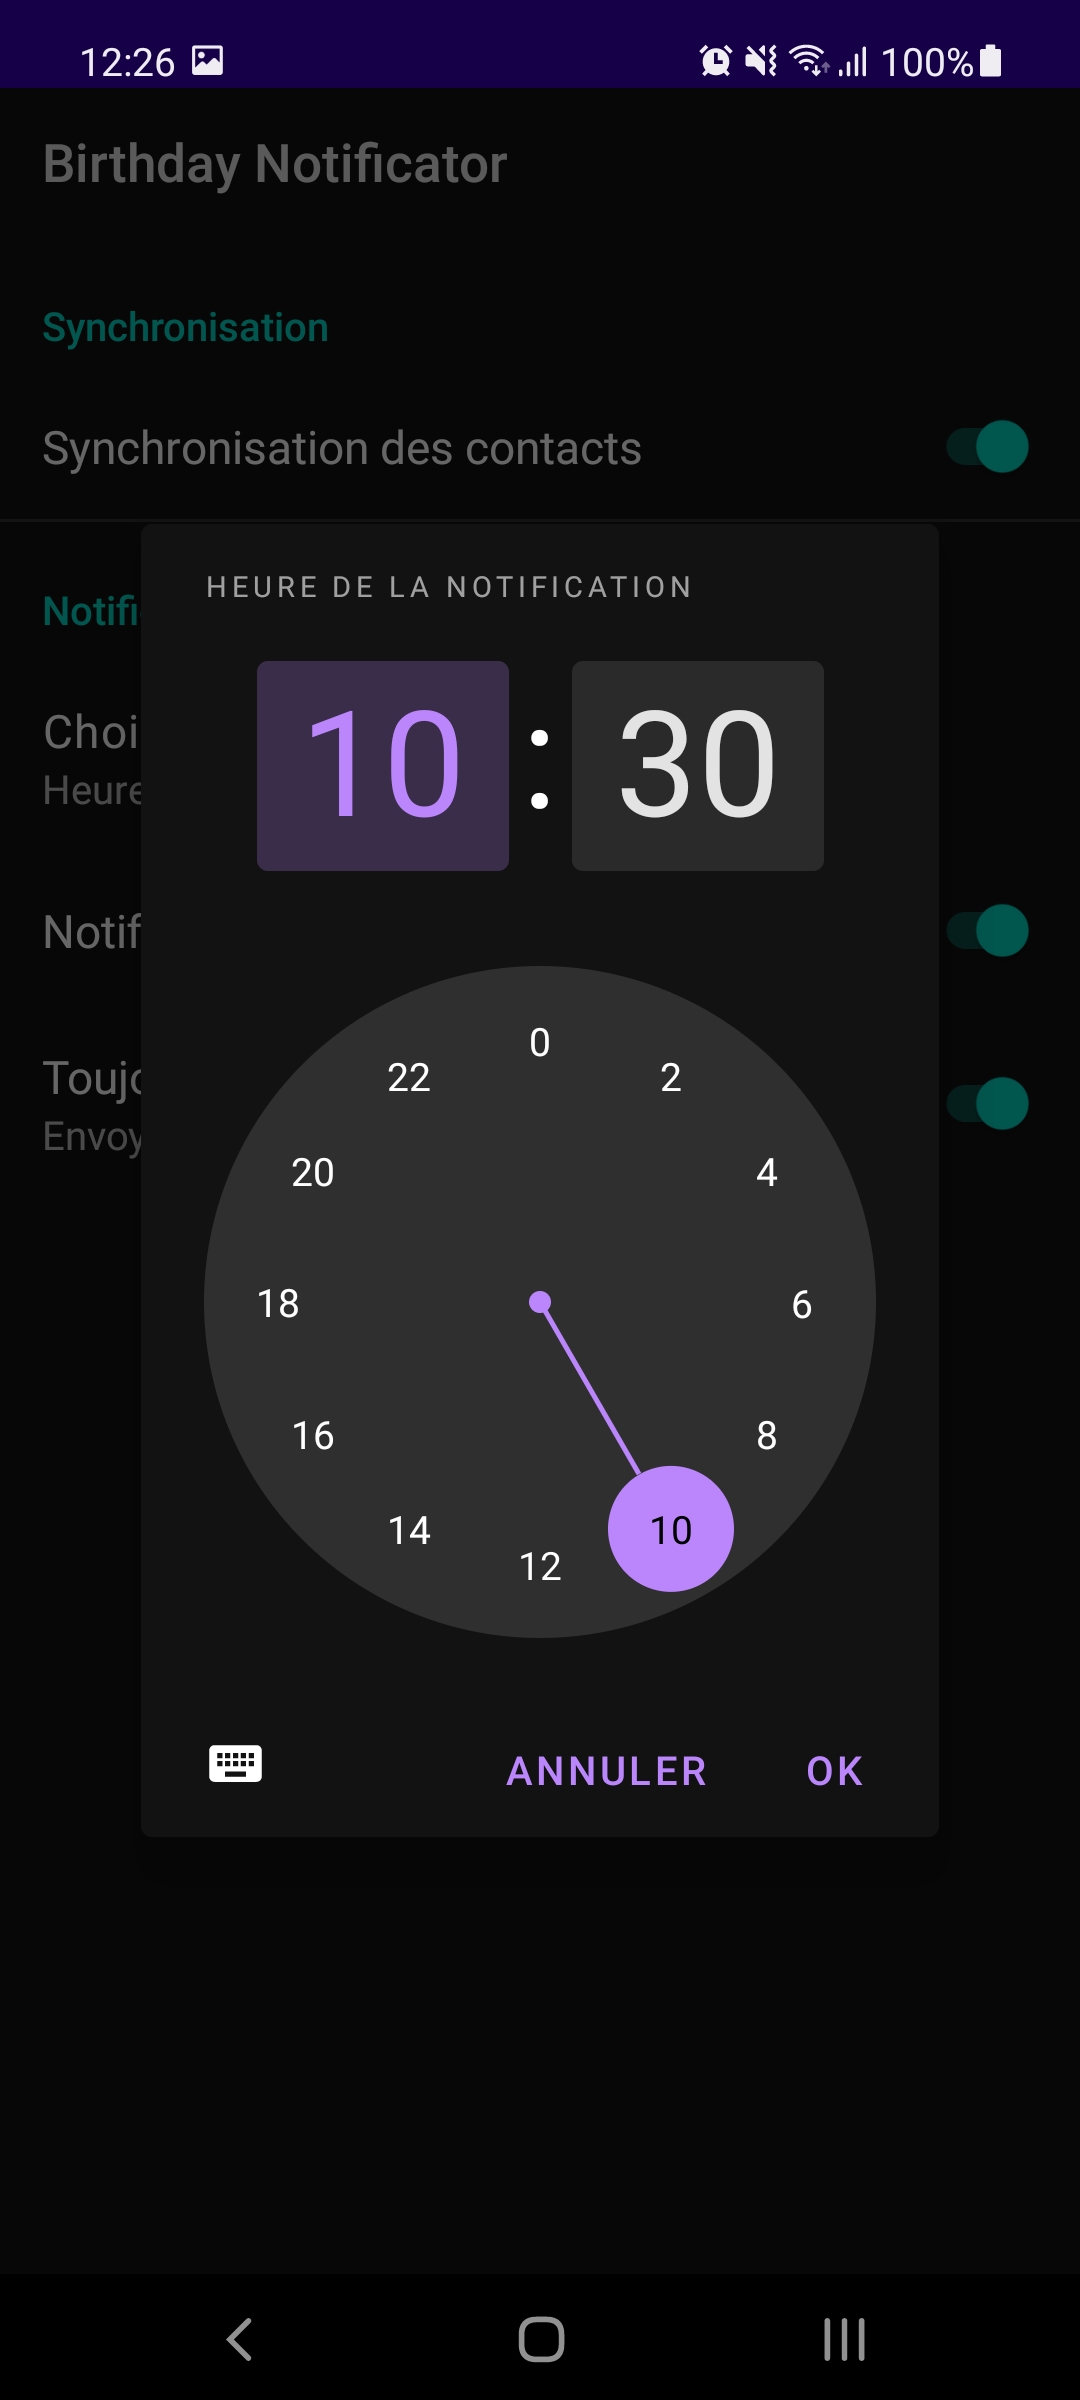 12:26 100%
Birthday Notificator
Synchronisation
Synchronisation des contacts
HEURE DE LA NOTIFICATION
Notifi
10 : 30
Choi
Heure
Notif
Toujo
Envoy
0
22 2
20 4
18 6
16 8
14 10
12
ANNULER OK